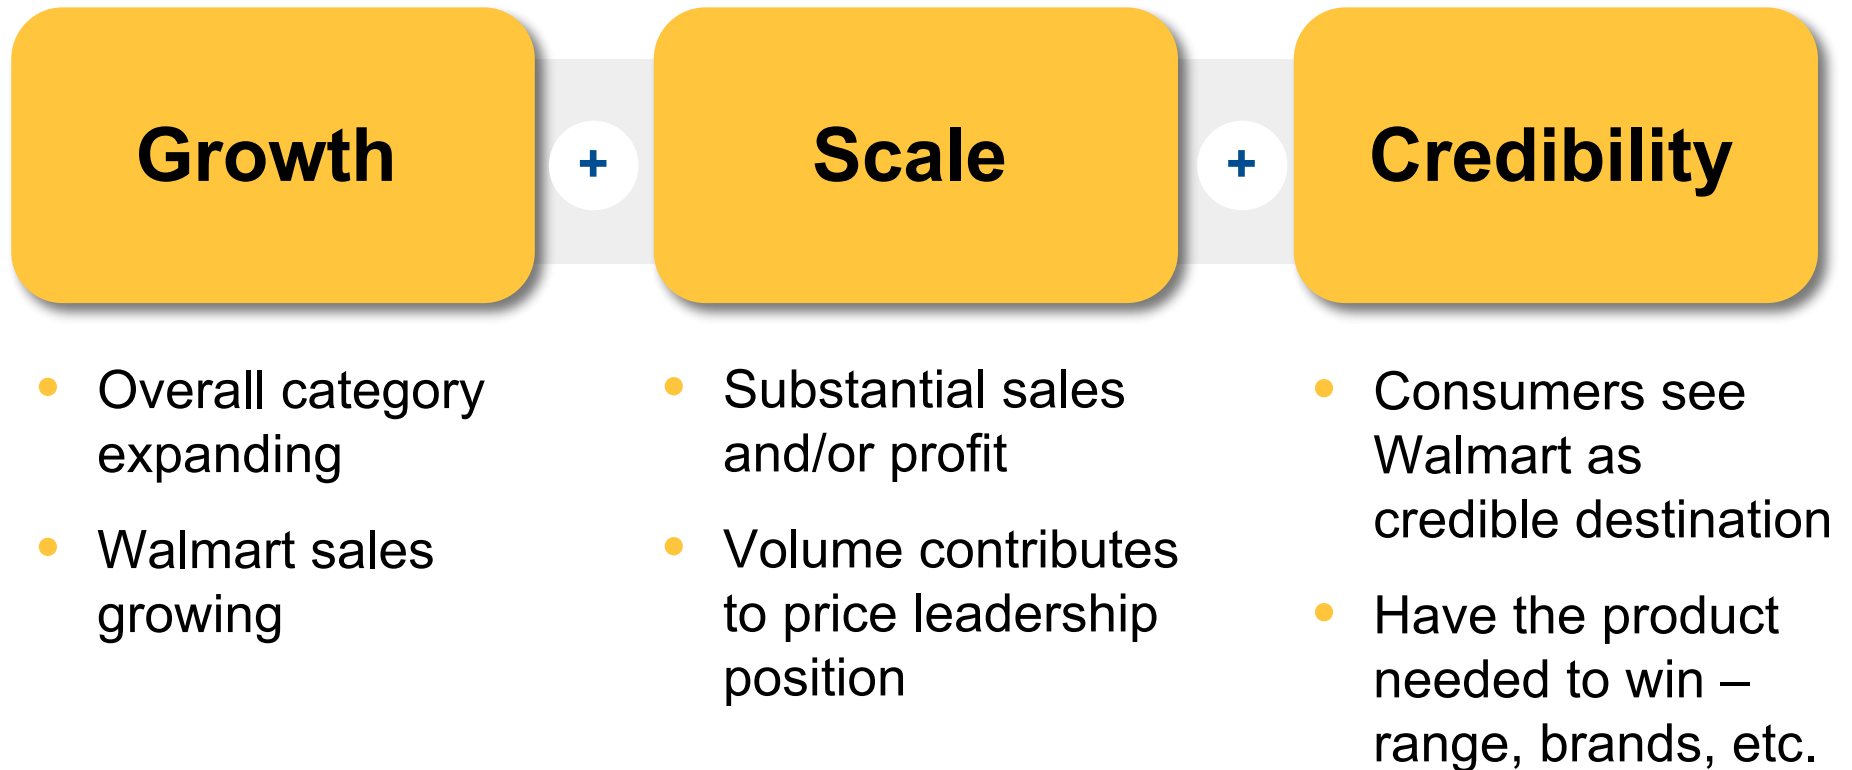 Growth
+
Scale
+
Credibility
• Overall category
expanding
• Walmart sales
growing
• Substantial sales
and/or profit
• Volume contributes
to price leadership
position
• Consumers see
Walmart as
credible destination
• Have the product
needed to win –
range, brands, etc.